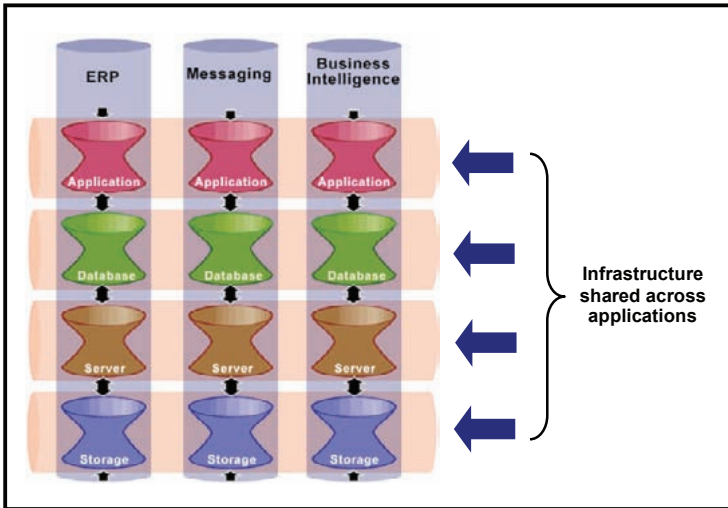 ERP
Messaging
Business
Intelligence
Application
Application
Application
Database
Database
Database
Server
Server
Server
Storage
Storage
Storage
Infrastructure
shared across
applications